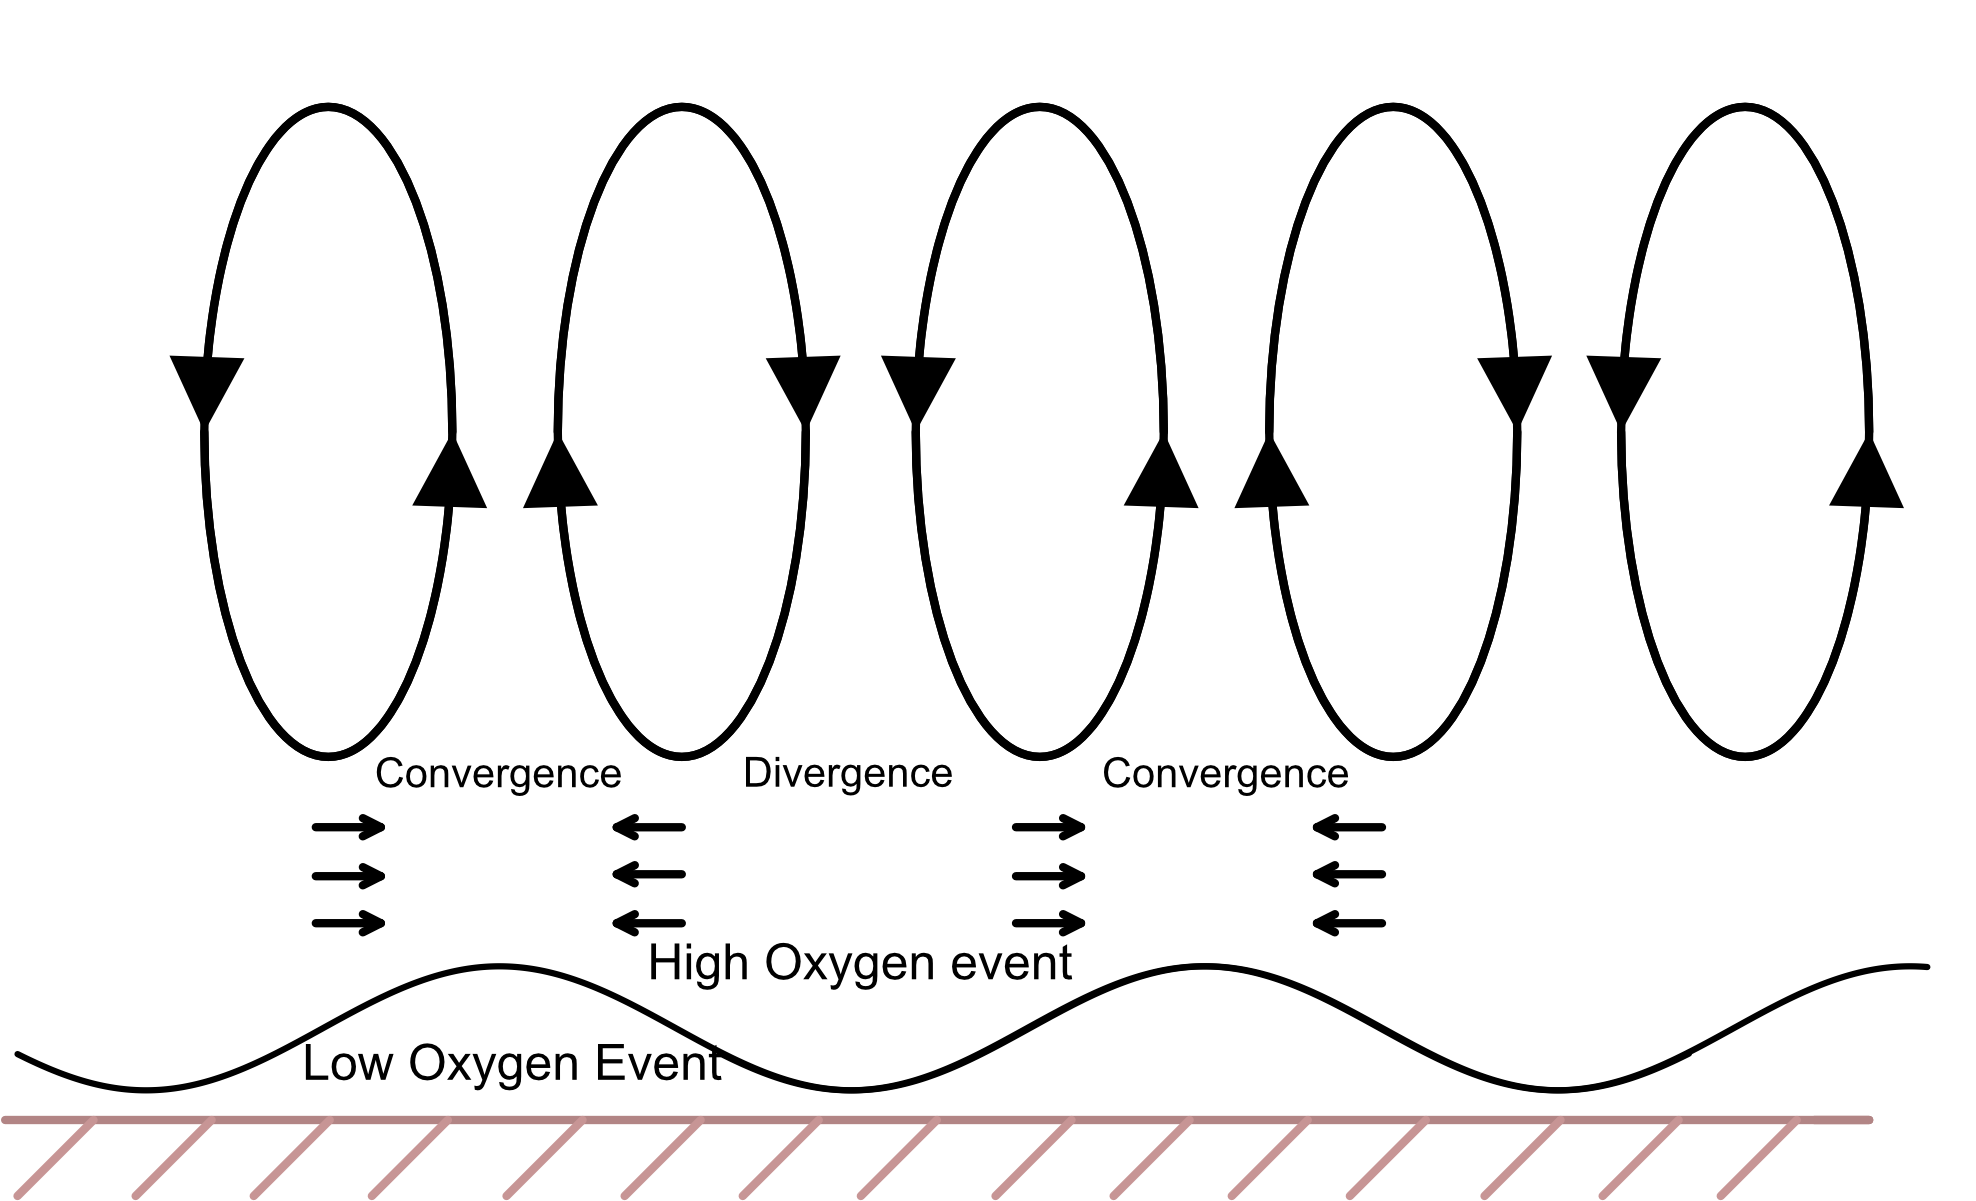 Convergence
Divergence
Convergence
High Oxygen event
Low Oxygen Event